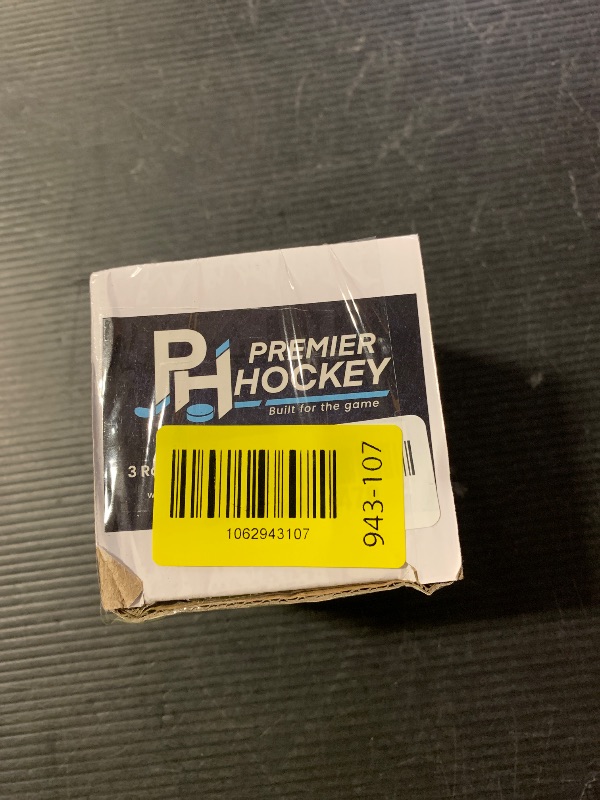 PH
PREMIER
HOCKEY
Built for the game
3
1062943107
943-107